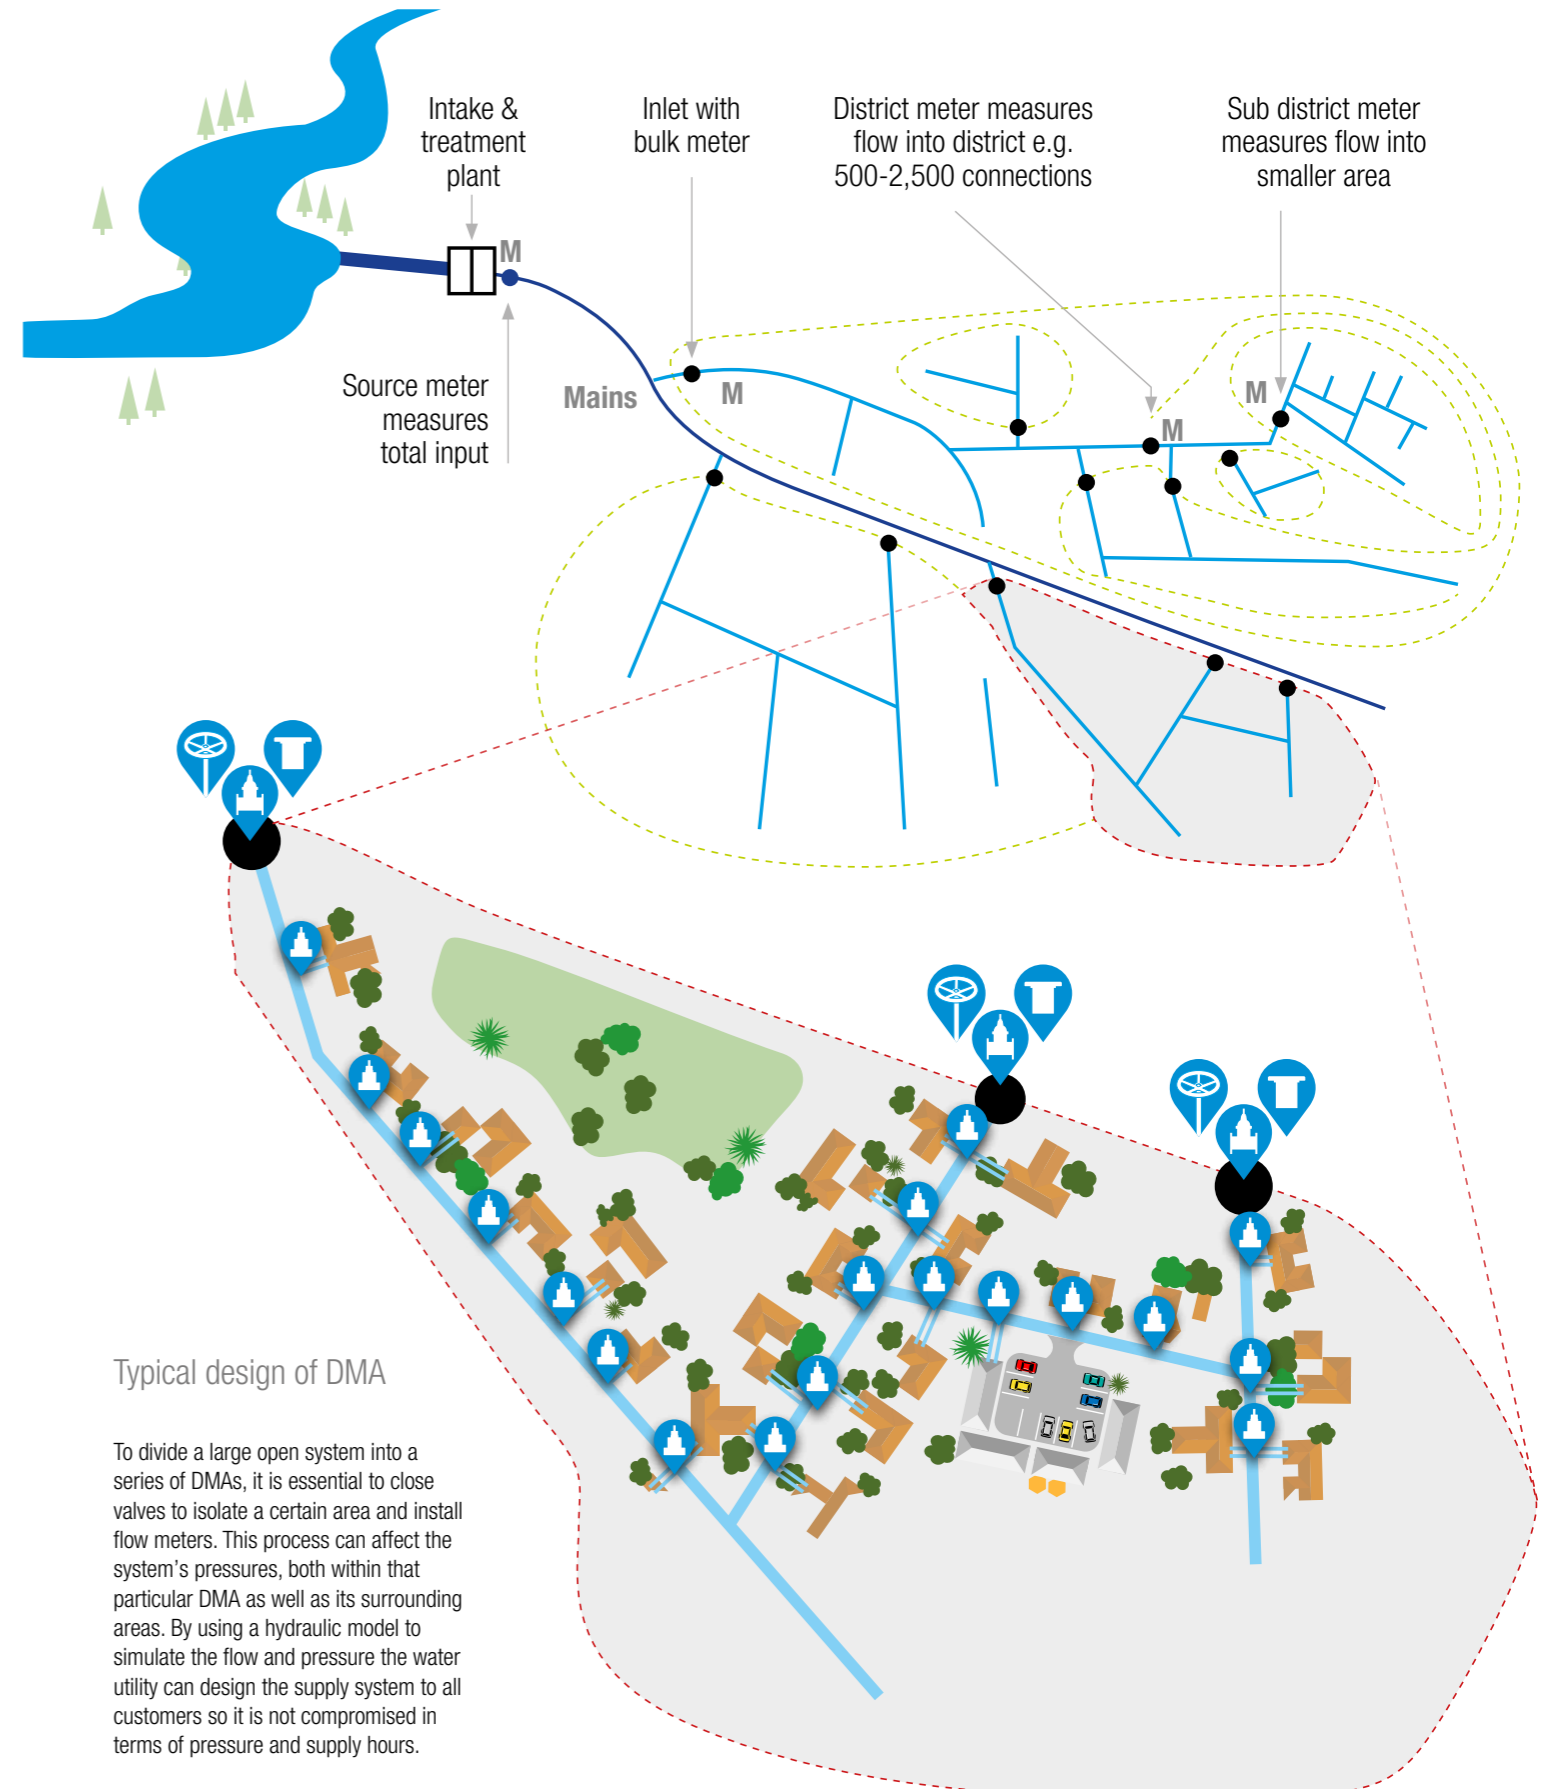 Intake &
treatment
plant
Inlet with
bulk meter
District meter measures
flow into district e.g.
500-2,500 connections
Sub district meter
measures flow into
smaller area
M
Source meter
measures
total input
Mains
M
M
M
Typical design of DMA
To divide a large open system into a
series of DMAs, it is essential to close
valves to isolate a certain area and install
flow meters. This process can affect the
system’s pressures, both within that
particular DMA as well as its surrounding
areas. By using a hydraulic model to
simulate the flow and pressure the water
utility can design the supply system to all
customers so it is not compromised in
terms of pressure and supply hours.